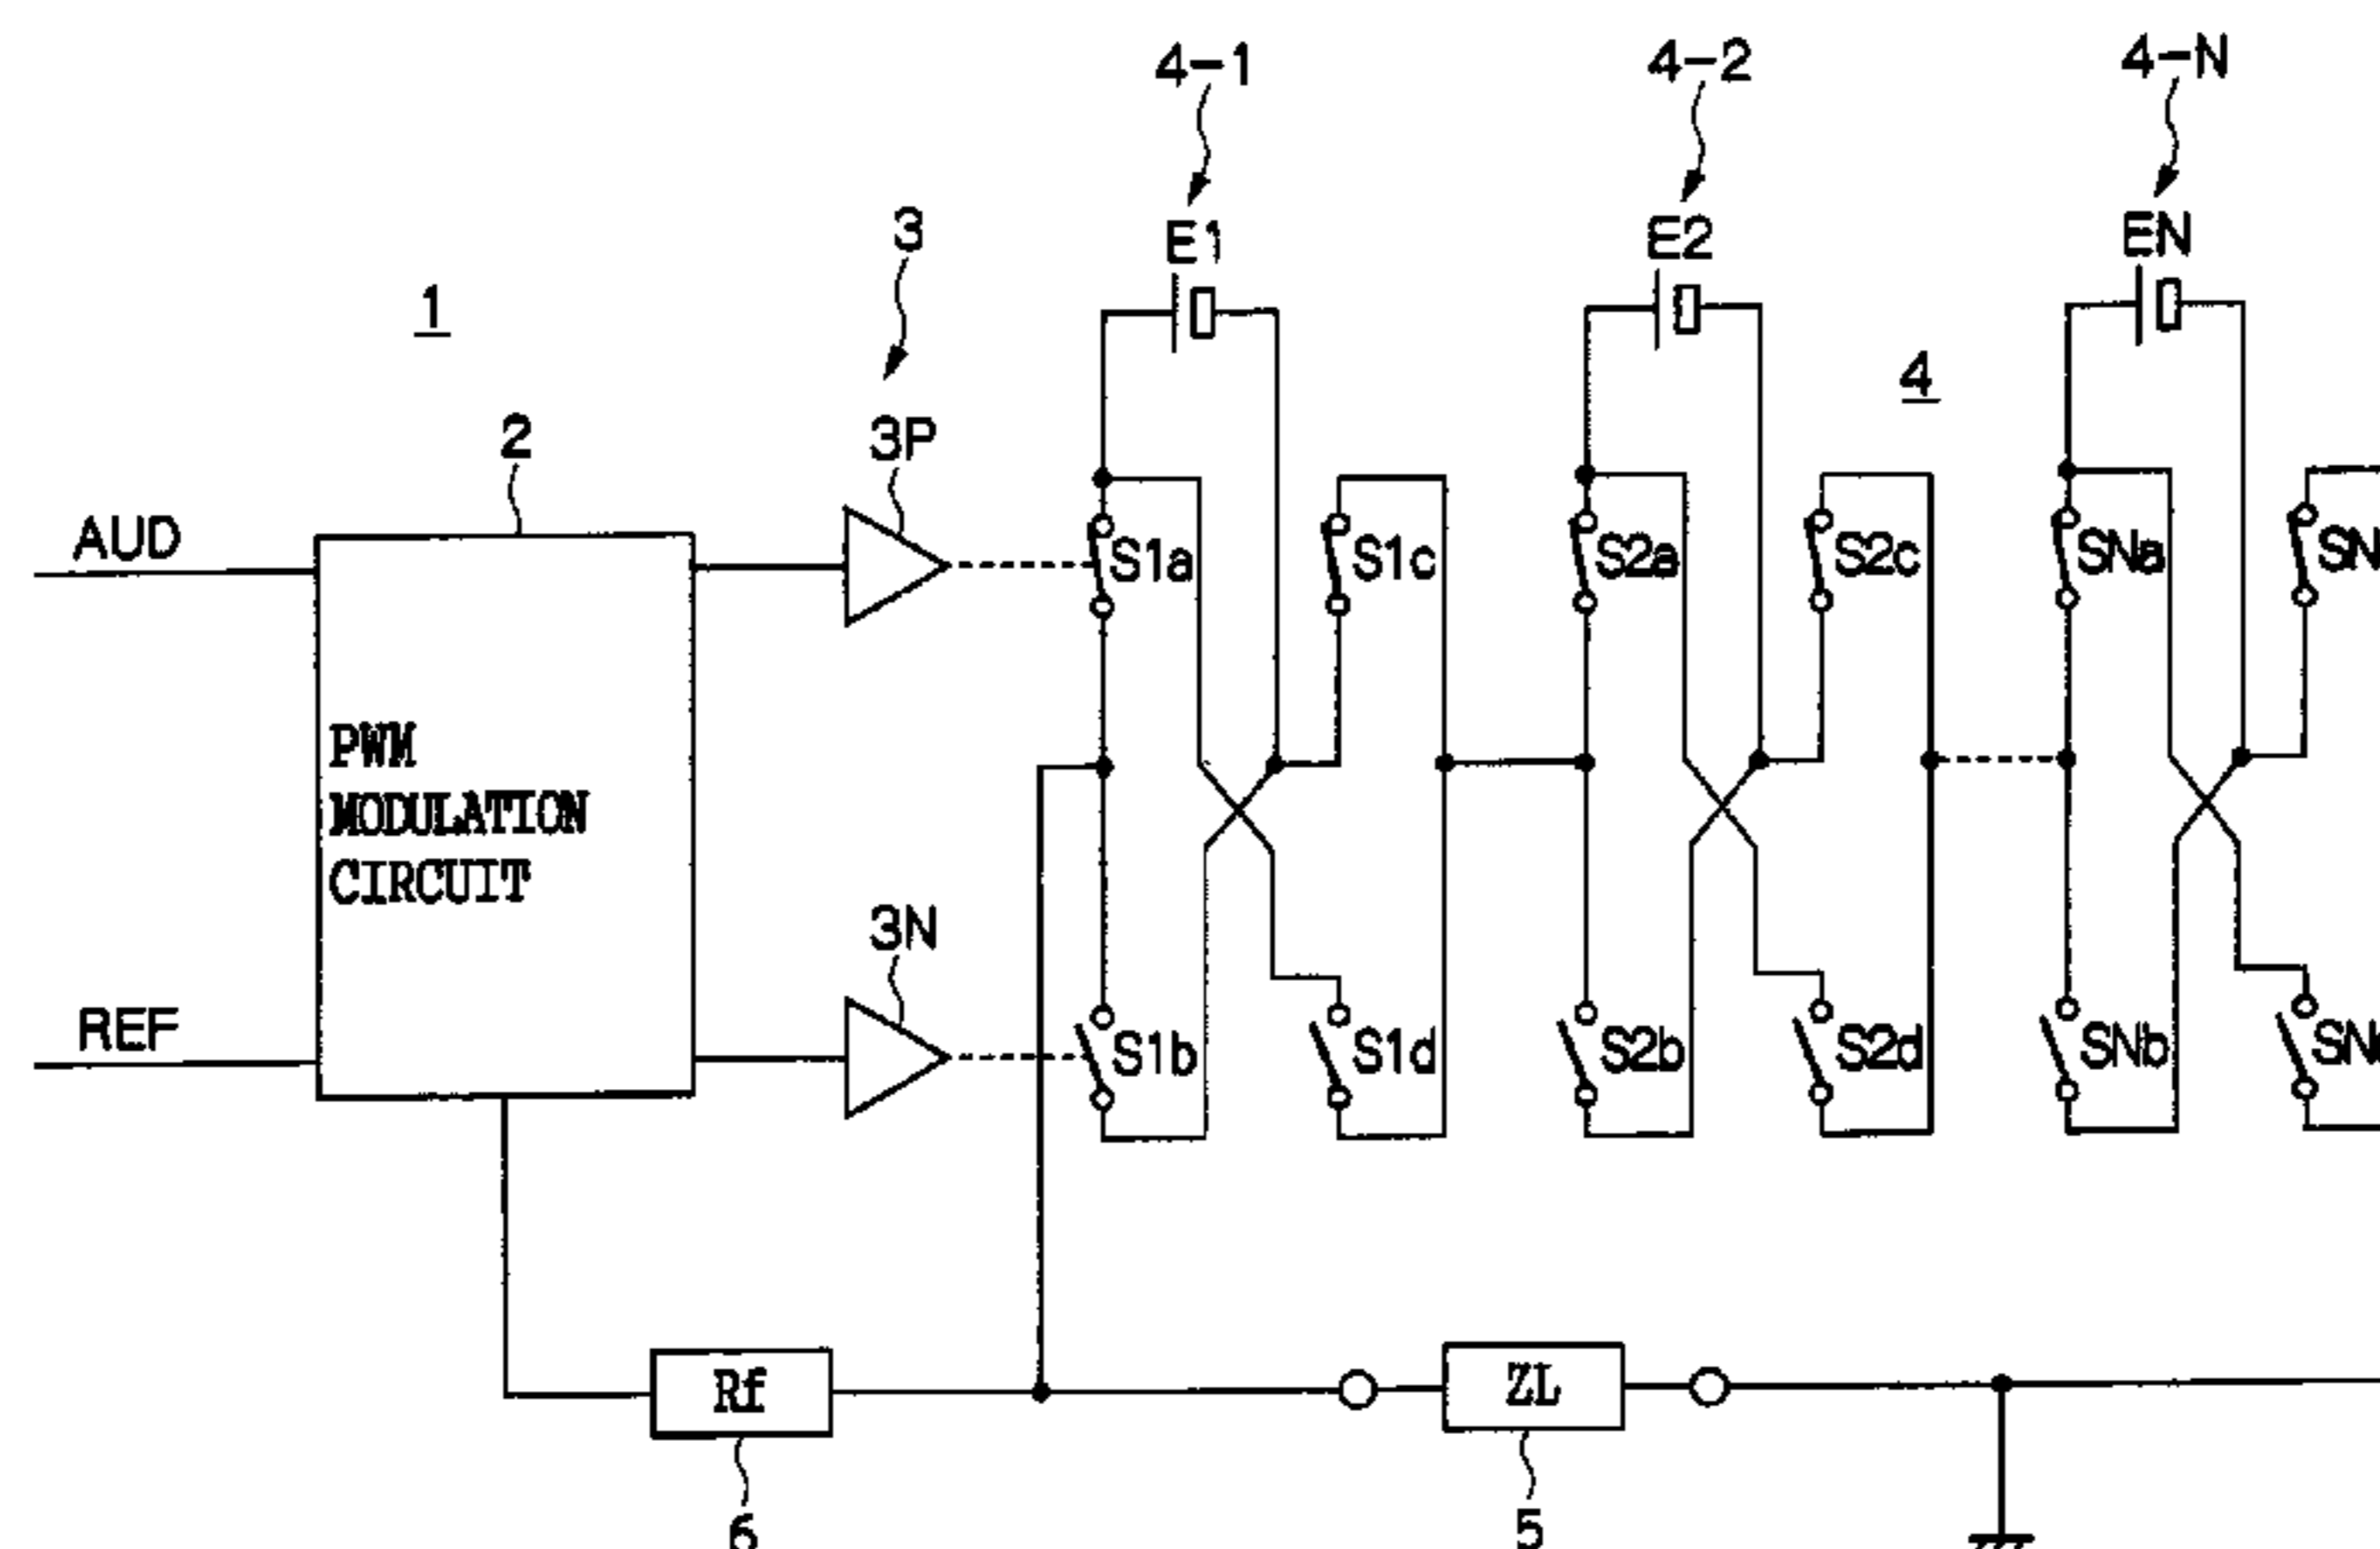 4-1
4-2
4-N
E1
E2
EN
3
1
4
3P
2
AUD
S1a
S1c
S2a
S2c
SNa
PWM
MODULATION
CIRCUIT
3N
REF
S1b
S1d
S2b
S2d
SNb
Rf
ZL
6
5